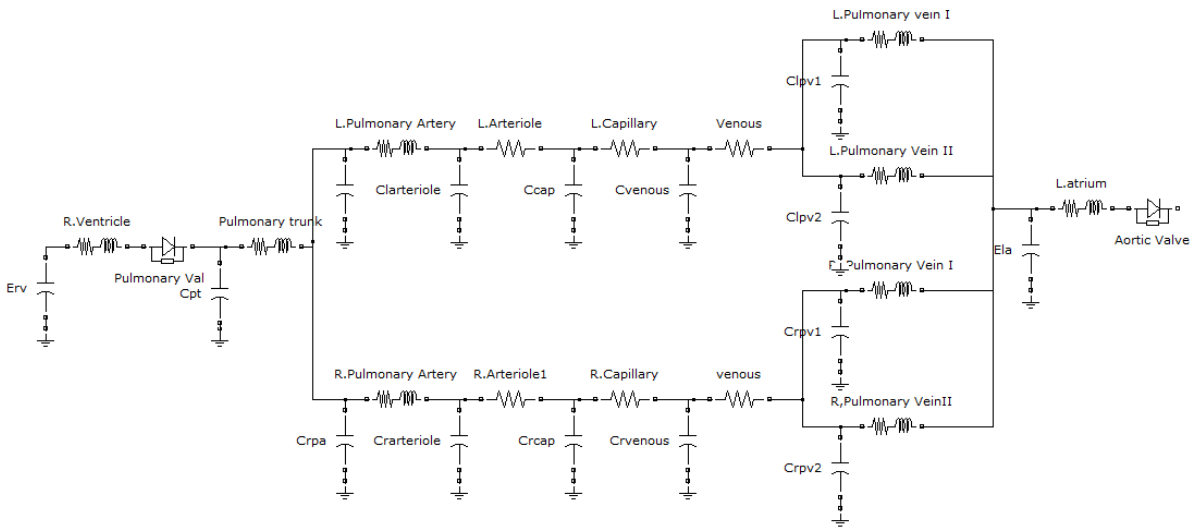 L.Pulmonary vein I
Clpv1
L.Pulmonary Artery
L.Arteriole
L.Capillary
Venous
L.Pulmonary Vein II
Clarteriole
Ccap
Cvenous
Clpv2
L.atrium
R.Ventricle
Pulmonary trunk
Aortic Valve
Ela
Pulmonary Val
Cpt
Erv
Pulmonary Vein I
Crpv1
R.Pulmonary Artery
R.Arteriole1
R.Capillary
venous
R,Pulmonary VeinII
Crpa
Crarteriole
Crcap
Crvenous
Crpv2